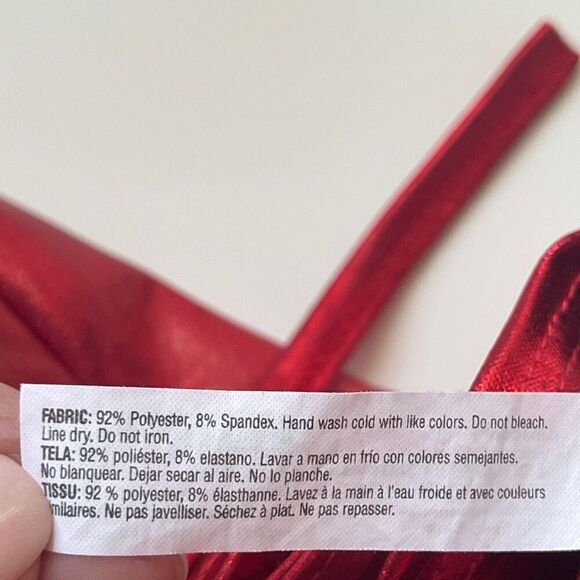 FABRIC: 92% Polyester, 8% Spandex. Hand wash cold with like colors. Do not bleach.
Line dry. Do not iron.
TELA: 92% poliéster, 8% elastano. Lavar a mano en frío con colores semejantes.
No blanquear. Dejar secar al aire. No lo planche.
TISSU: 92 % polyester, 8% élasthanne. Lavez à la main à l'eau froide et avec couleurs
similaires. Ne pas javelliser. Séchez à plat. Ne pas repasser.